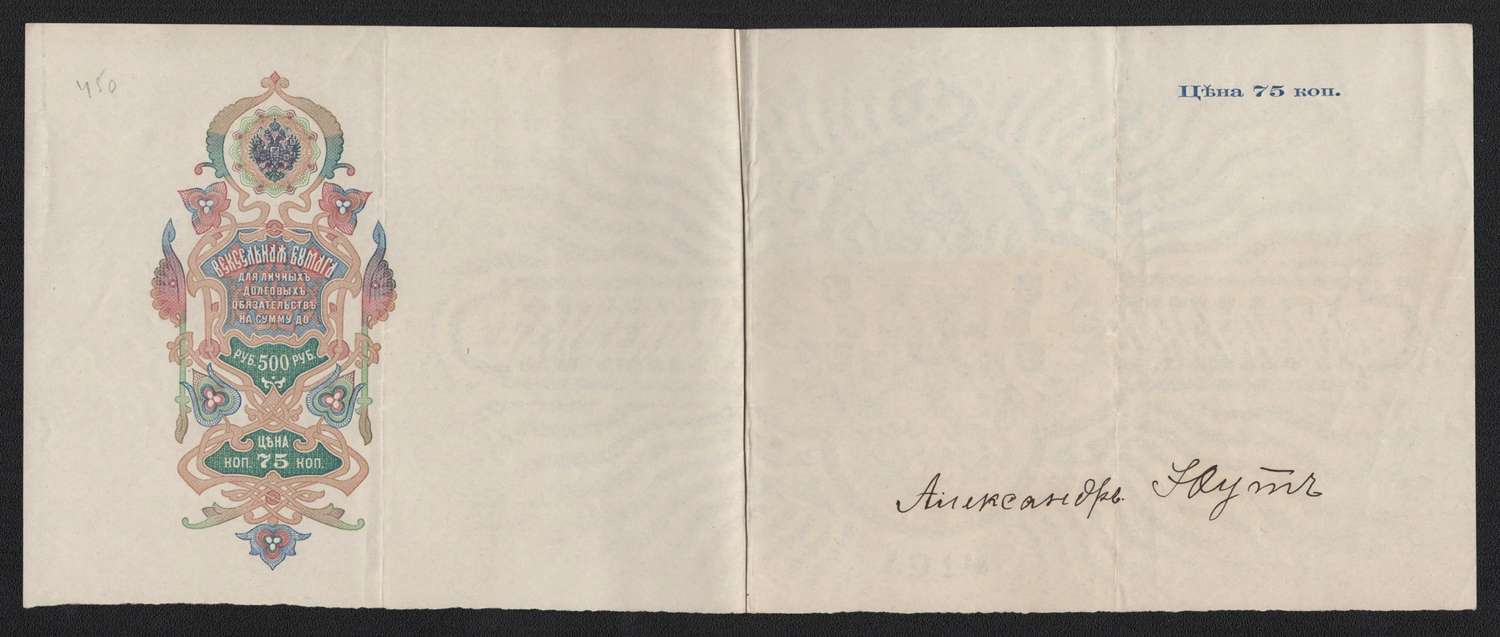 450
ВЕКСЕЛЬНАЯ БУМАГА
ДЛЯ ЛИЧНЫХЪ
ДОЛГОВЫХЪ
ОБЯЗАТЕЛЬСТВЪ
НА СУММУ ДО
РУБ. 500 РУБ.
ЦѢНА
КОП. 75 КОП.
Цѣна 75 коп.
Александръ Юутъ